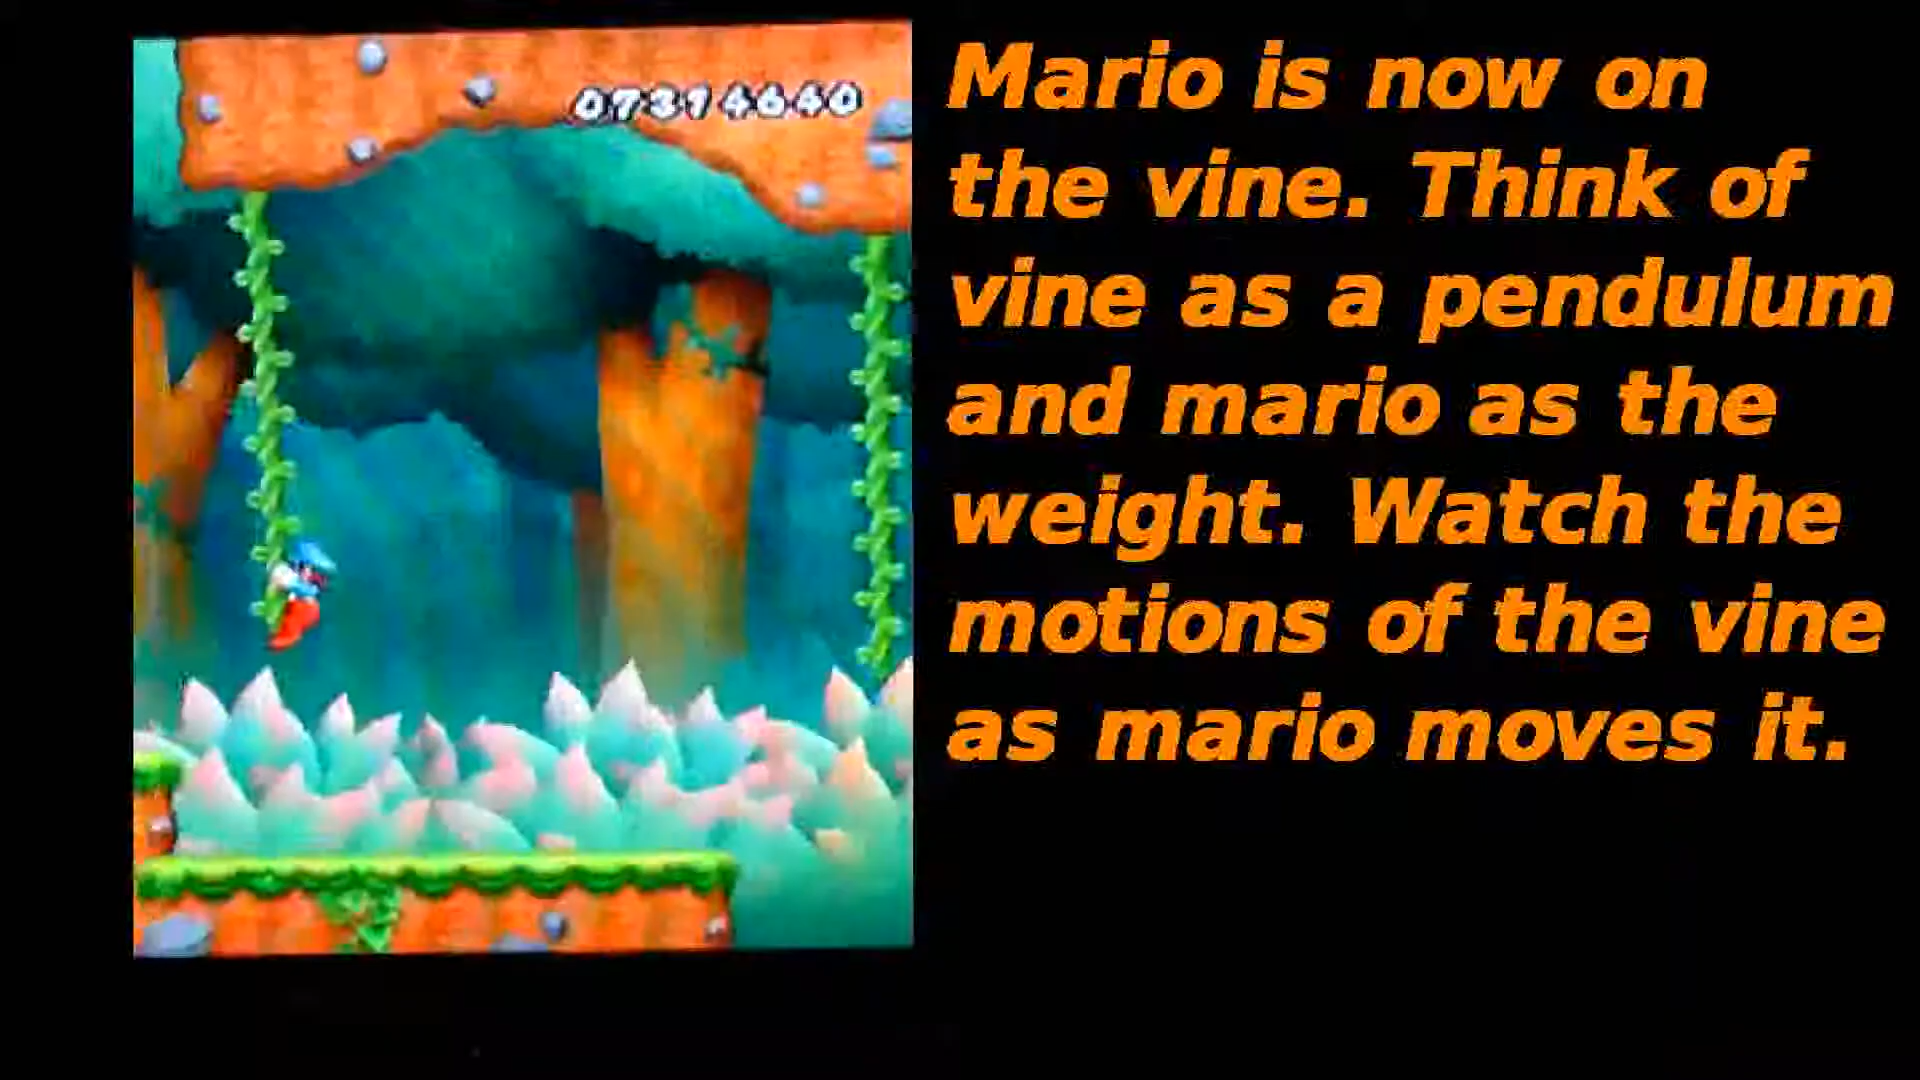 07314640
Mario is now on
the vine. Think of
vine as a pendulum
and mario as the
weight. Watch the
motions of the vine
as mario moves it.